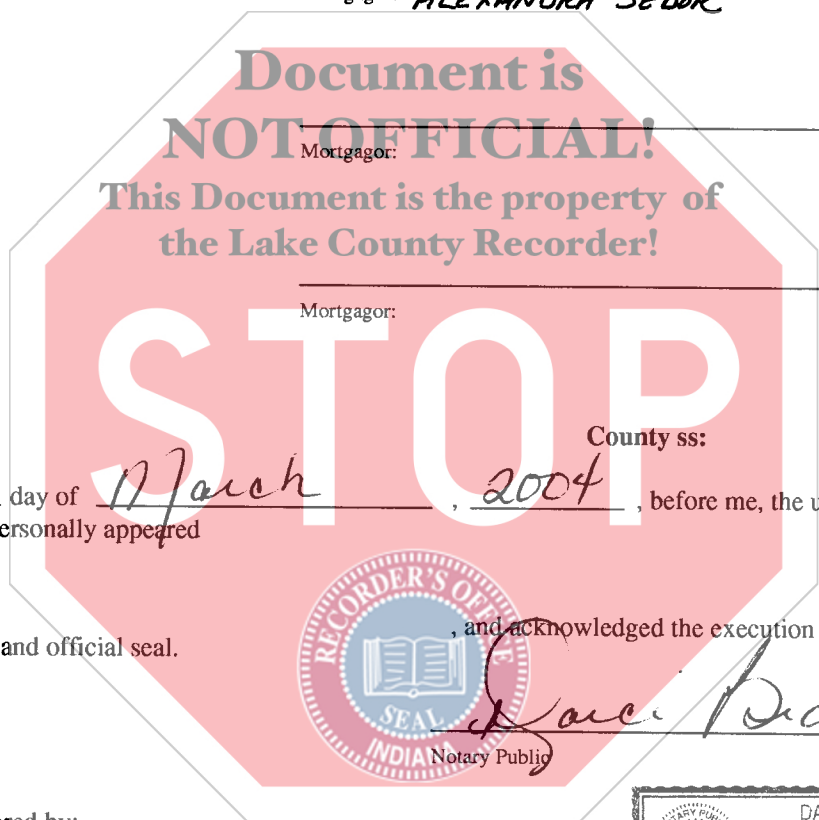 ALEXANDRA SEDOR
Document is
NOT OFFICIAL!
Mortgagor:
This Document is the property of
the Lake County Recorder!
Mortgagor:
STOP
County ss:
day of March , 2004 , before me, the u
ersonally appeared
RECORDER'S OFFICE
, and acknowledged the execution
and official seal.
SEAL
INDIANA
Notary Public